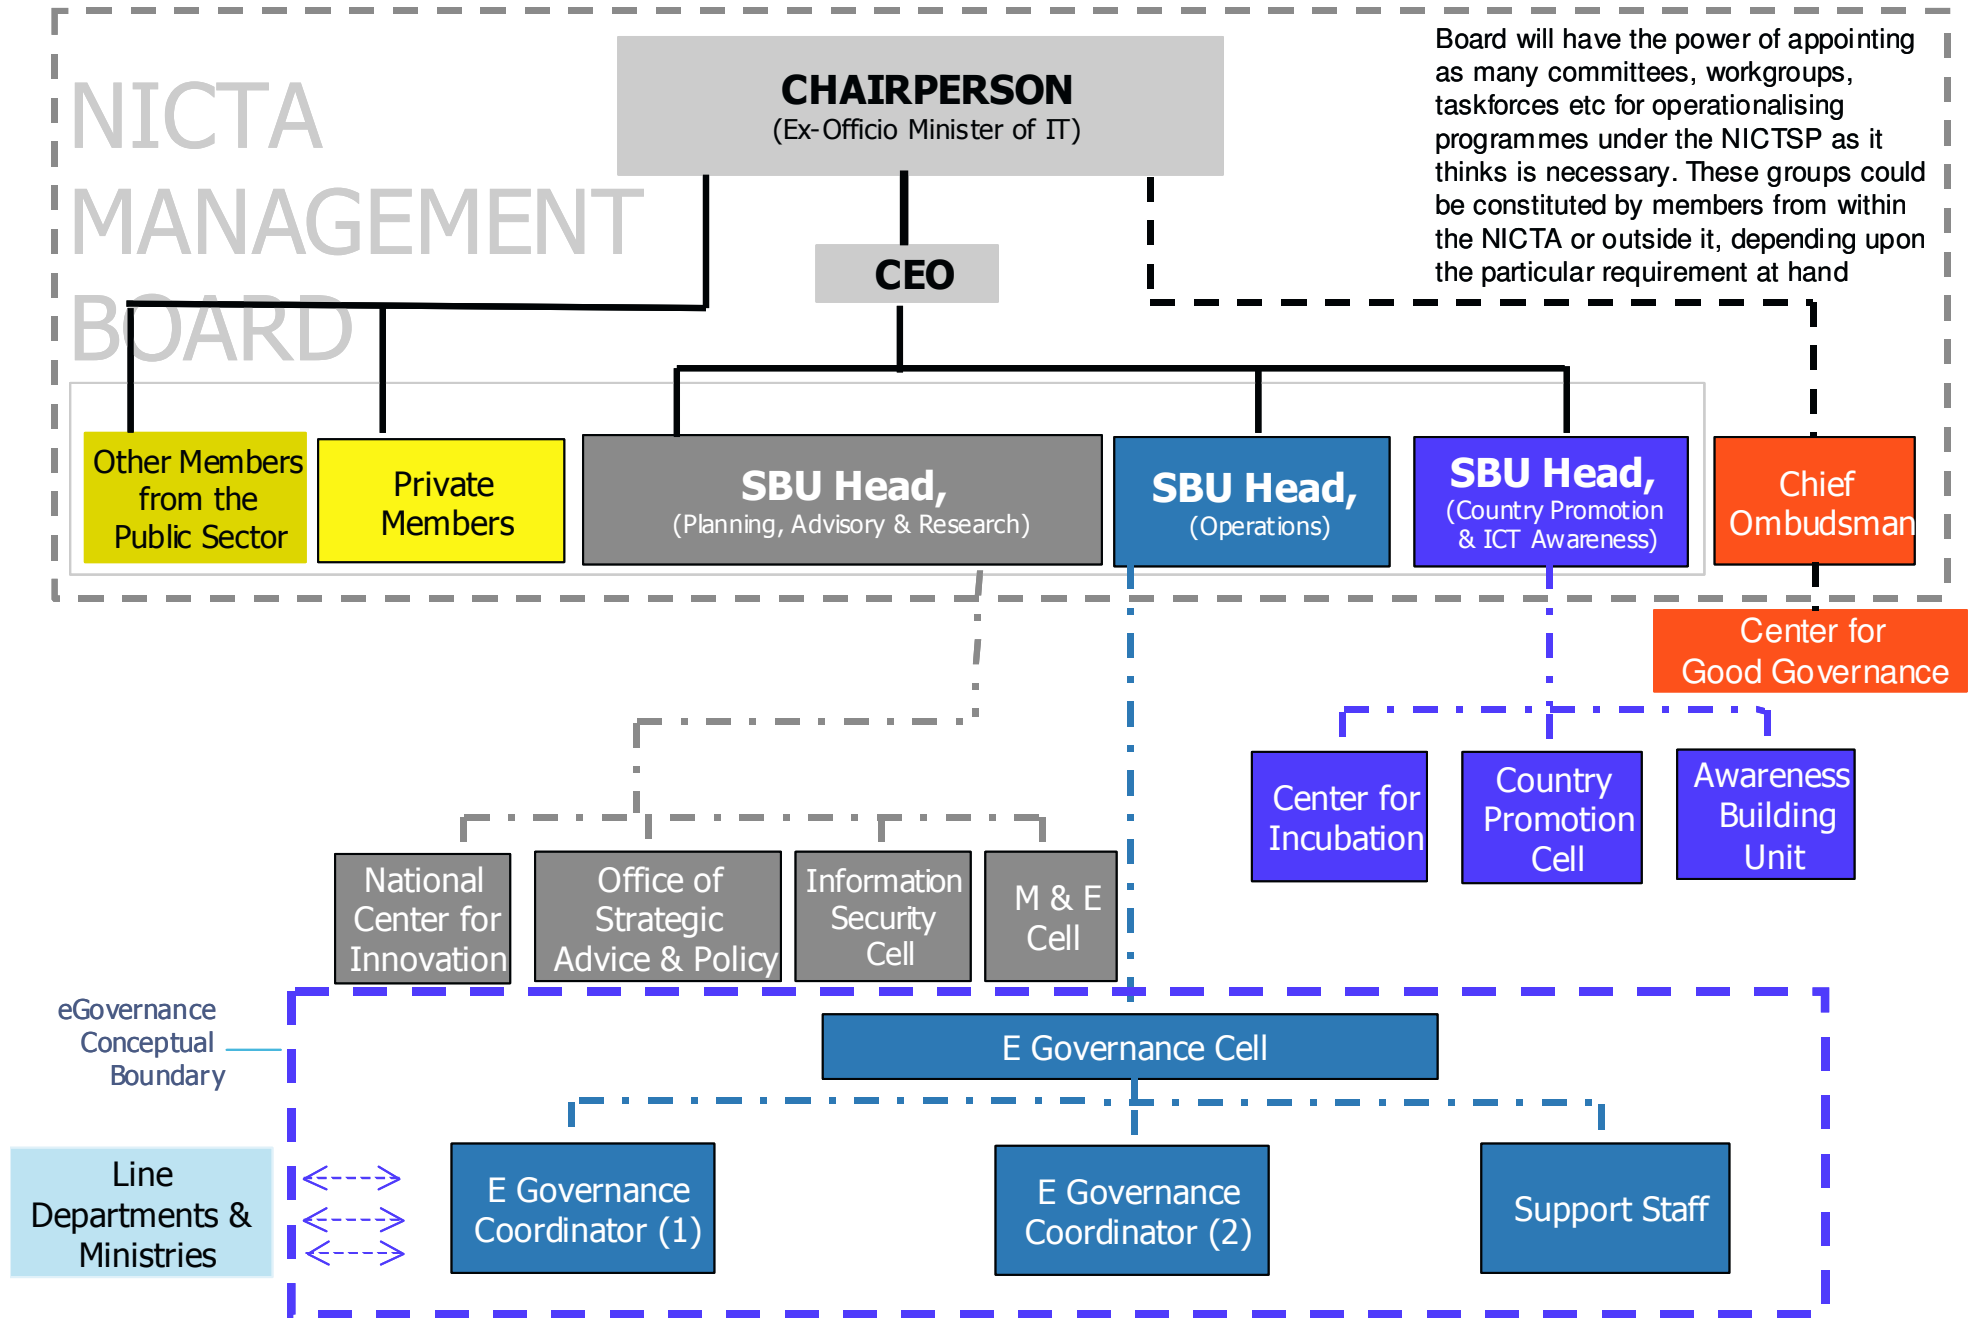 NICTA
MANAGEMENT
BOARD
CHAIRPERSON
(Ex-Officio Minister of IT)
Board will have the power of appointing
as many committees, workgroups,
taskforces etc for operationalising
programmes under the NICTSP as it
thinks is necessary. These groups could
be constituted by members from within
the NICTA or outside it, depending upon
the particular requirement at hand
CEO
Other Members
from the
Public Sector
Private
Members
SBU Head,
(Planning, Advisory & Research)
SBU Head,
(Operations)
SBU Head,
(Country Promotion
& ICT Awareness)
Chief
Ombudsman
Center for
Good Governance
Center for
Incubation
Country
Promotion
Cell
Awareness
Building
Unit
National
Center for
Innovation
Office of
Strategic
Advice & Policy
Information
Security
Cell
M & E
Cell
eGovernance
Conceptual
Boundary
E Governance Cell
Line
Departments &
Ministries
E Governance
Coordinator (1)
E Governance
Coordinator (2)
Support Staff